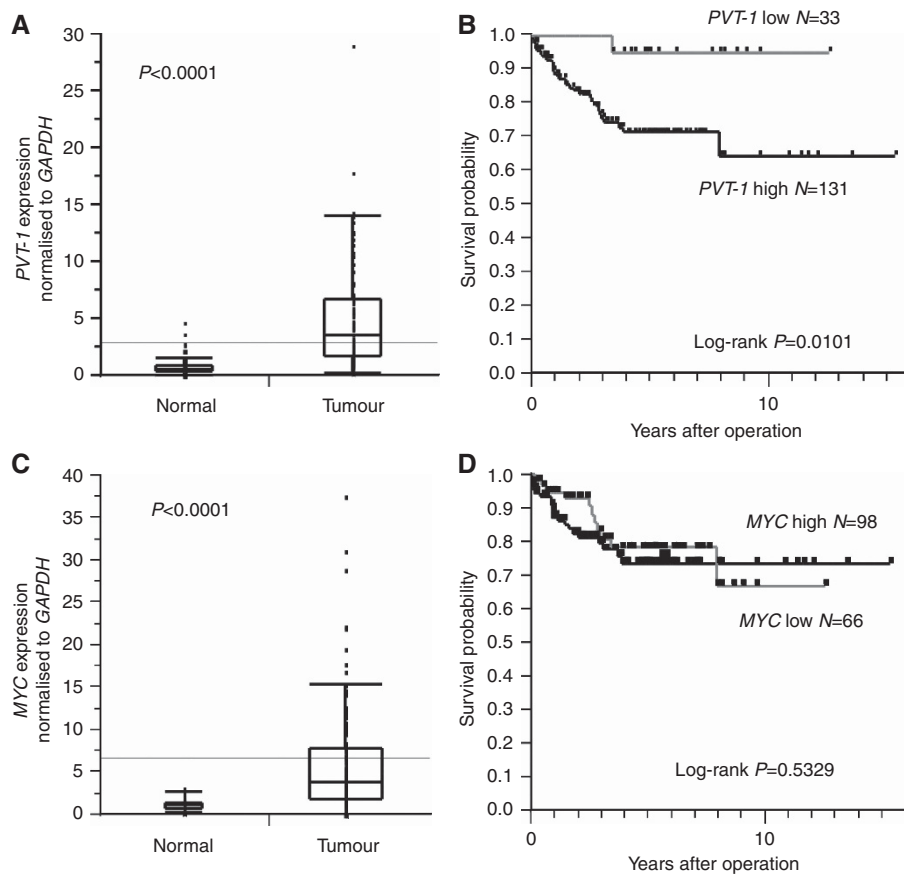 A
PVT-1 expression
normalised to GAPDH
30
25
20
15
10
5
0
P<0.0001
Normal
Tumour
B
PVT-1 low N=33
Survival probability
1.0
0.9
0.8
0.7
0.6
0.5
0.4
0.3
0.2
0.1
0.0
PVT-1 high N=131
Log-rank P=0.0101
0
10
Years after operation
C
MYC expression
normalised to GAPDH
40
35
30
25
20
15
10
5
0
P<0.0001
Normal
Tumour
D
Survival probability
1.0
0.9
0.8
0.7
0.6
0.5
0.4
0.3
0.2
0.1
0.0
MYC high N=98
MYC low N=66
Log-rank P=0.5329
0
10
Years after operation